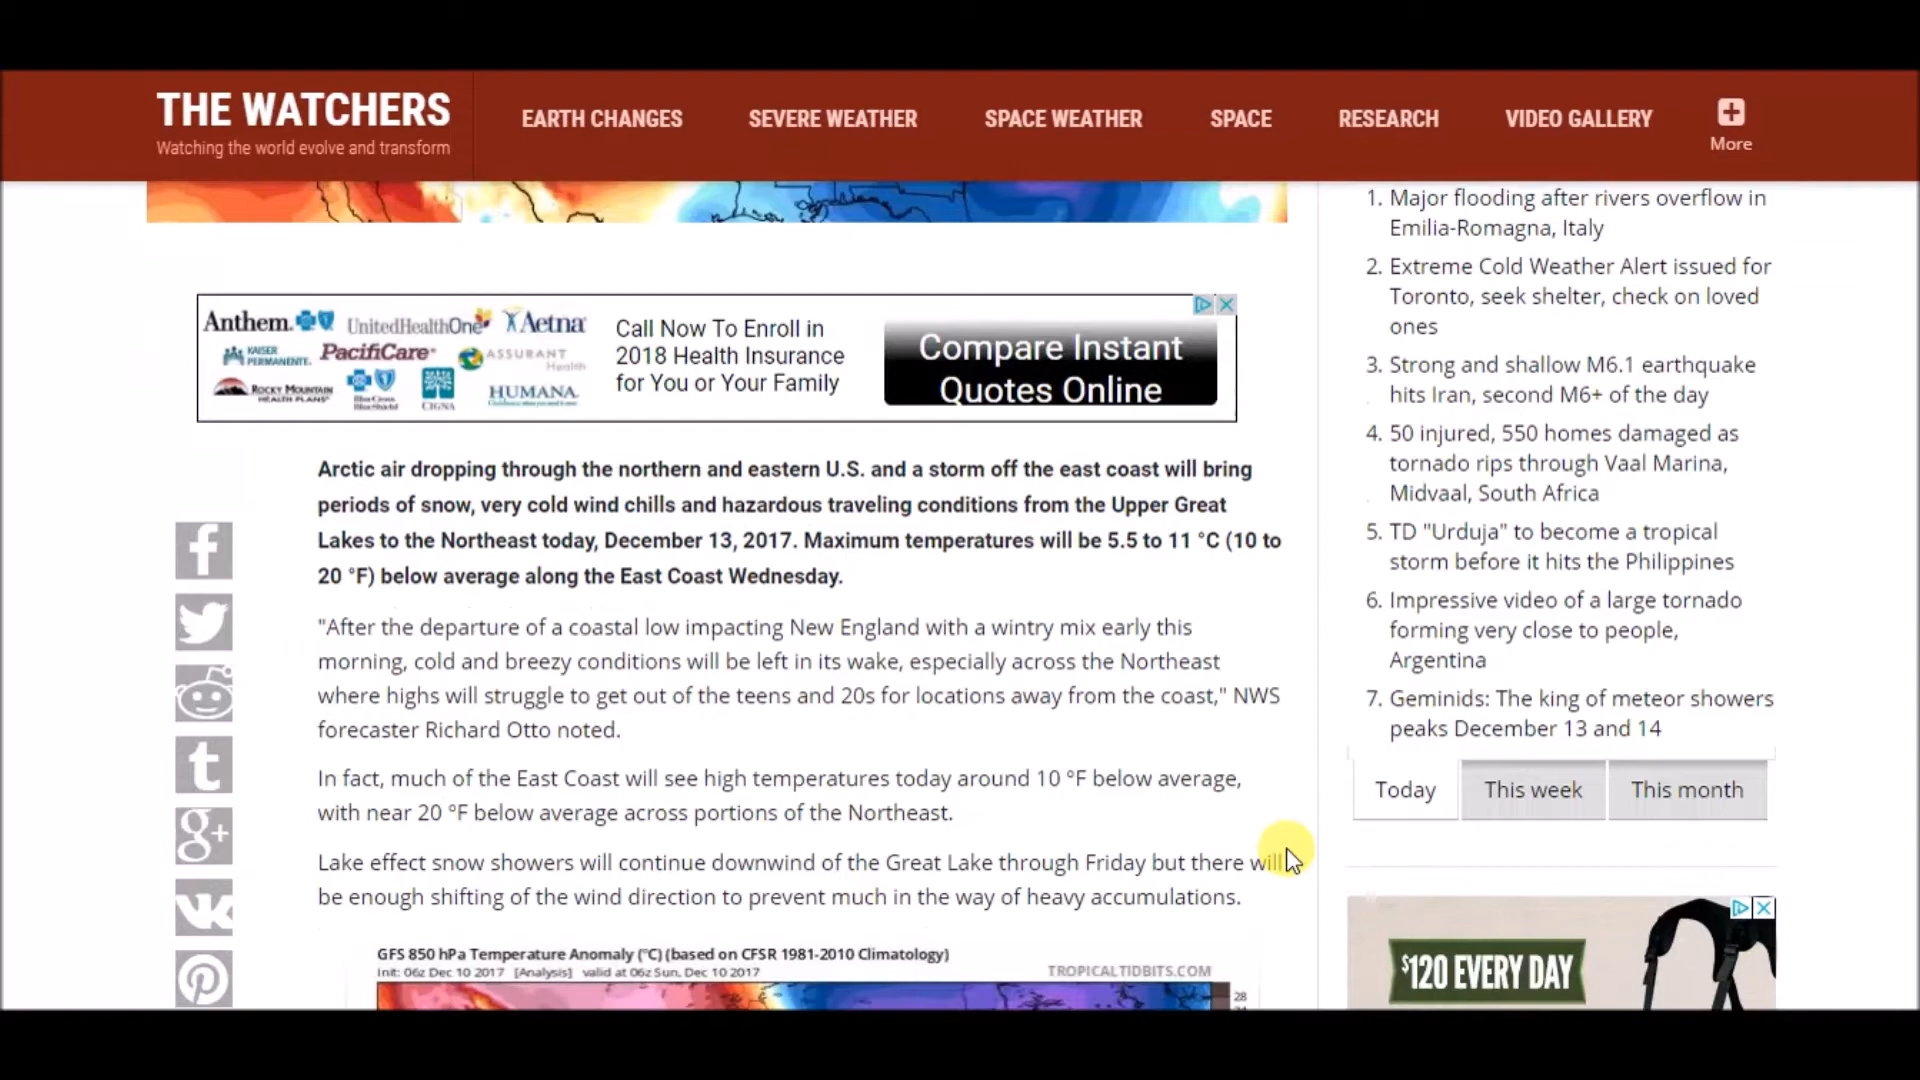 THE WATCHERS
Watching the world evolve and transform
EARTH CHANGES
SEVERE WEATHER
SPACE WEATHER
SPACE
RESEARCH
VIDEO GALLERY
More
Anthem.
UnitedHealthOne
Aetna
KAISER
PERMANENTE.
PacifiCare
ASSURANT
Health
ROCKY MOUNTAIN
HEALTH PLANS
CIGNA
HUMANA.
Call Now To Enroll in
2018 Health Insurance
for You or Your Family
Compare Instant
Quotes Online
Arctic air dropping through the northern and eastern U.S. and a storm off the east coast will bring
periods of snow, very cold wind chills and hazardous traveling conditions from the Upper Great
Lakes to the Northeast today, December 13, 2017. Maximum temperatures will be 5.5 to 11 °C (10 to
20 °F) below average along the East Coast Wednesday.
"After the departure of a coastal low impacting New England with a wintry mix early this
morning, cold and breezy conditions will be left in its wake, especially across the Northeast
where highs will struggle to get out of the teens and 20s for locations away from the coast," NWS
forecaster Richard Otto noted.
In fact, much of the East Coast will see high temperatures today around 10 °F below average,
with near 20 °F below average across portions of the Northeast.
Lake effect snow showers will continue downwind of the Great Lake through Friday but there will
be enough shifting of the wind direction to prevent much in the way of heavy accumulations.
GFS 850 hPa Temperature Anomaly (°C) (based on CFSR 1981-2010 Climatology)
Init: 06z Dec 10 2017 [Analysis] valid at 06z Sun, Dec 10 2017
TROPICALTIDBITS.COM
28
1. Major flooding after rivers overflow in
Emilia-Romagna, Italy
2. Extreme Cold Weather Alert issued for
Toronto, seek shelter, check on loved
ones
3. Strong and shallow M6.1 earthquake
hits Iran, second M6+ of the day
4. 50 injured, 550 homes damaged as
tornado rips through Vaal Marina,
Midvaal, South Africa
5. TD "Urduja" to become a tropical
storm before it hits the Philippines
6. Impressive video of a large tornado
forming very close to people,
Argentina
7. Geminids: The king of meteor showers
peaks December 13 and 14
Today
This week
This month
$120 EVERY DAY